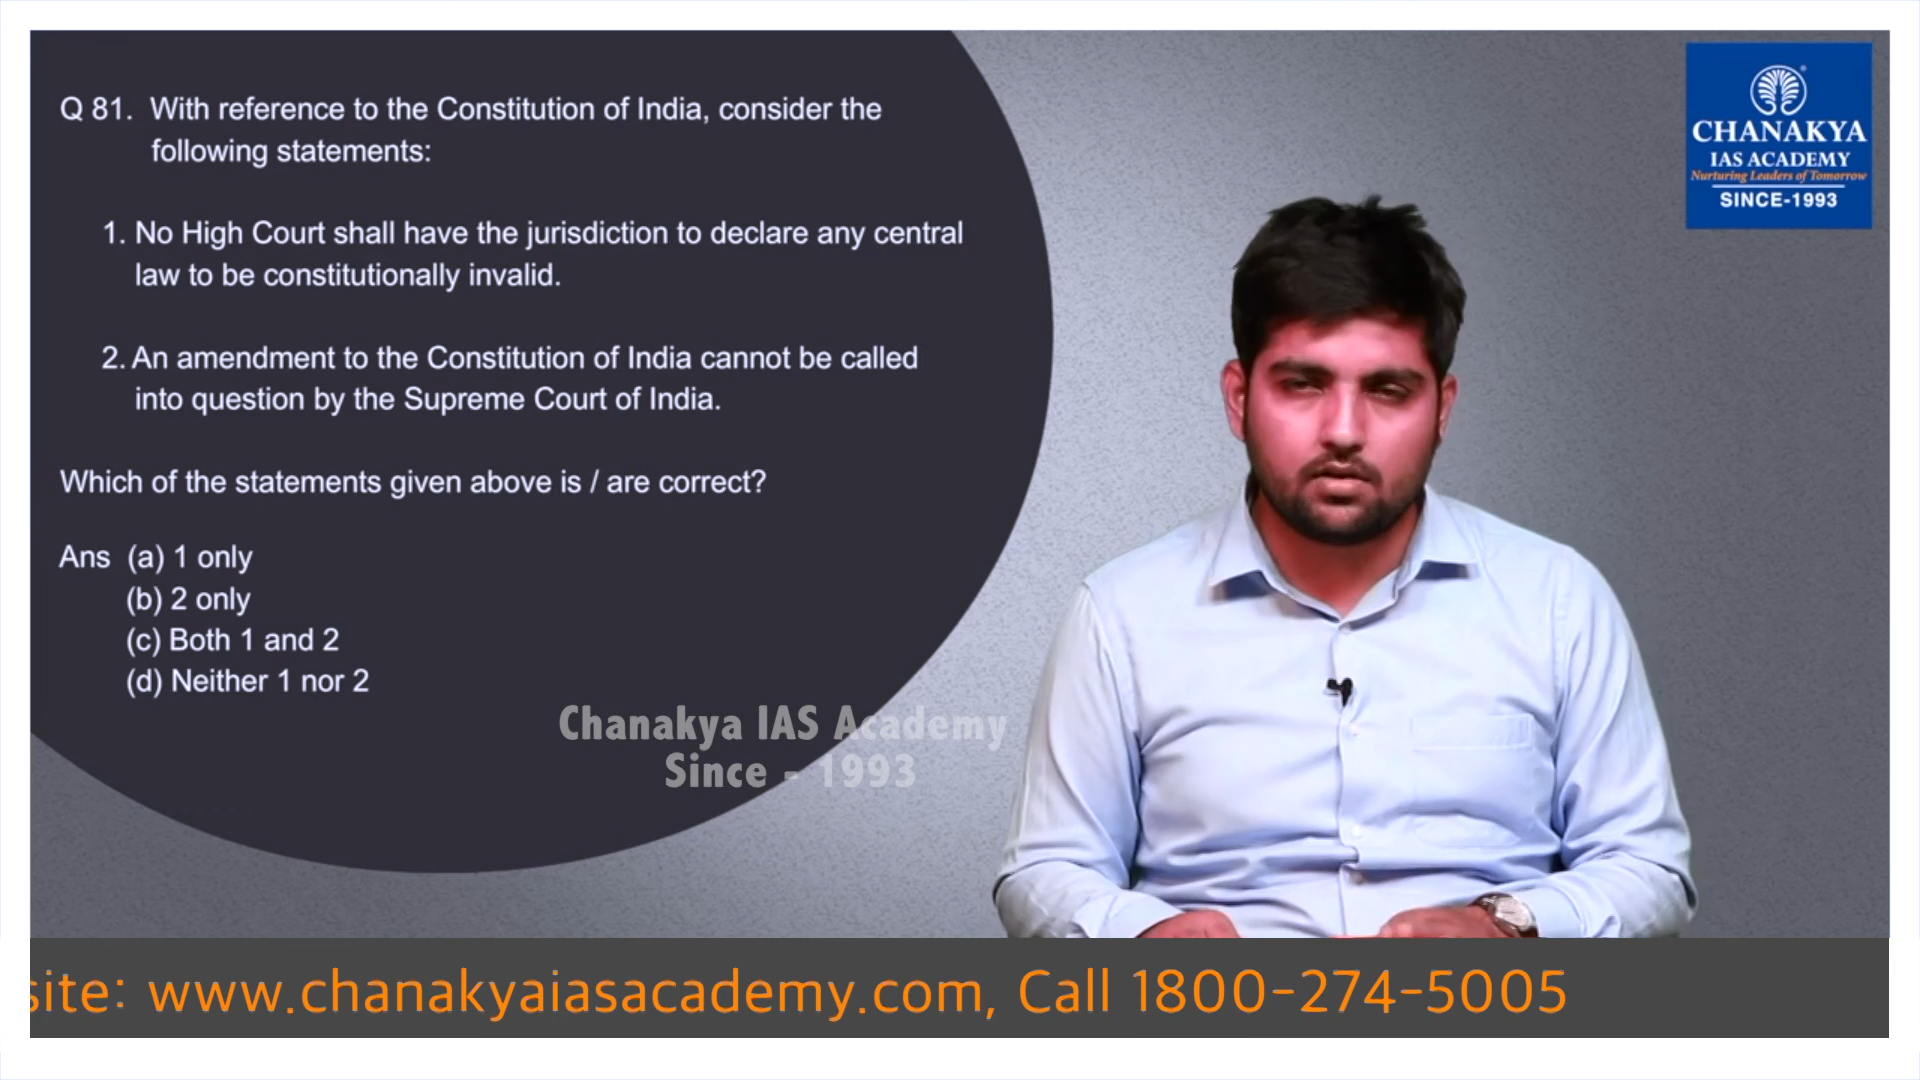 Q 81. With reference to the Constitution of India, consider the
following statements:
1. No High Court shall have the jurisdiction to declare any central
law to be constitutionally invalid.
2. An amendment to the Constitution of India cannot be called
into question by the Supreme Court of India.
Which of the statements given above is / are correct?
Ans (a) 1 only
(b) 2 only
(c) Both 1 and 2
(d) Neither 1 nor 2
Chanakya IAS Academy
Since - 1993
CHANAKYA
IAS ACADEMY
Nurturing Leaders of Tomorrow
SINCE-1993
site: www.chanakyaiasacademy.com, Call 1800-274-5005